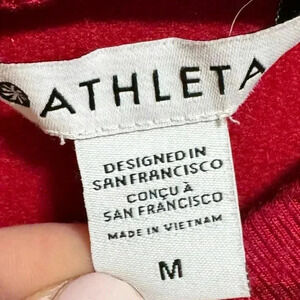 ATHLETA
DESIGNED IN
SAN FRANCISCO
CONÇU À
SAN FRANCISCO
MADE IN VIETNAM
M